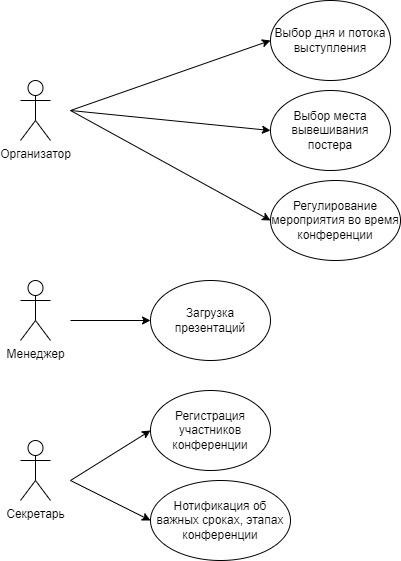 Выбор дня и потока
выступления
Выбор места
вывешивания
постера
Организатор
Регулирование
мероприятия во время
конференции
Загрузка
презентаций
Менеджер
Регистрация
участников
конференции
Секретарь
Нотификация об
важных сроках, этапах
конференции